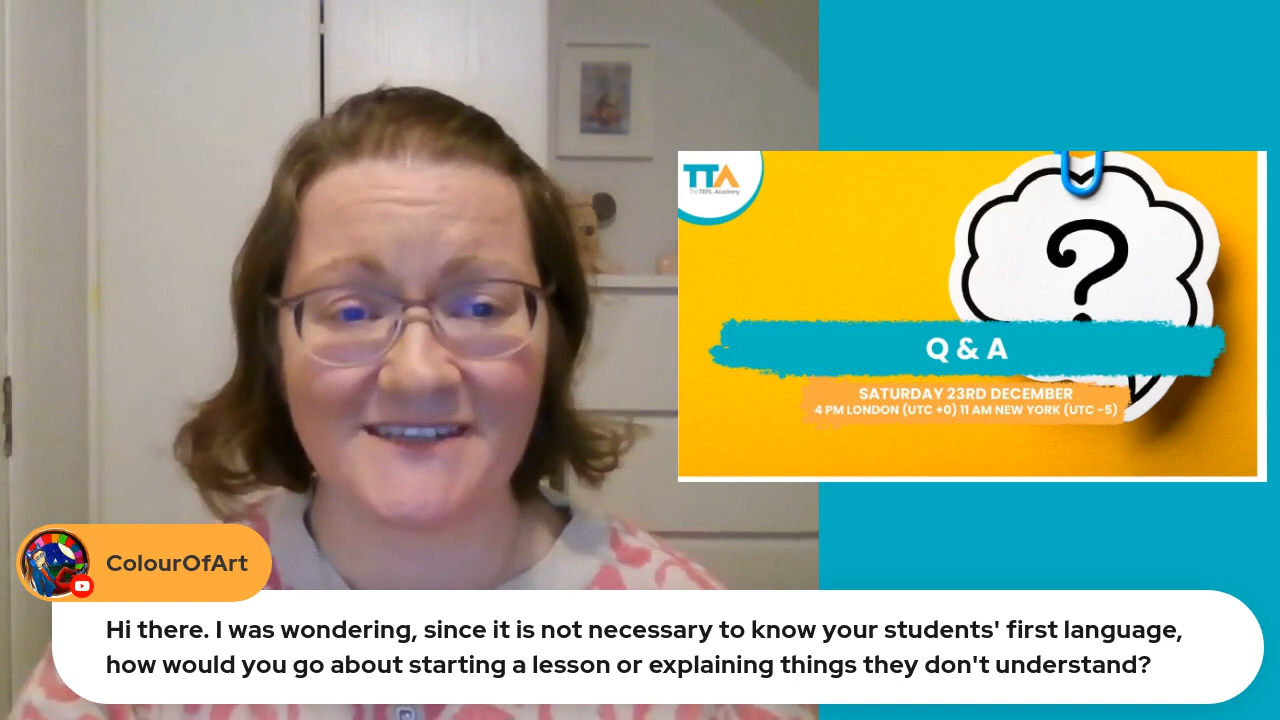 TTA
The TEFL Academy
Q & A
SATURDAY 23RD DECEMBER
4 PM LONDON (UTC +0) 11 AM NEW YORK (UTC -5)
ColourOfArt
Hi there. I was wondering, since it is not necessary to know your students' first language,
how would you go about starting a lesson or explaining things they don't understand?